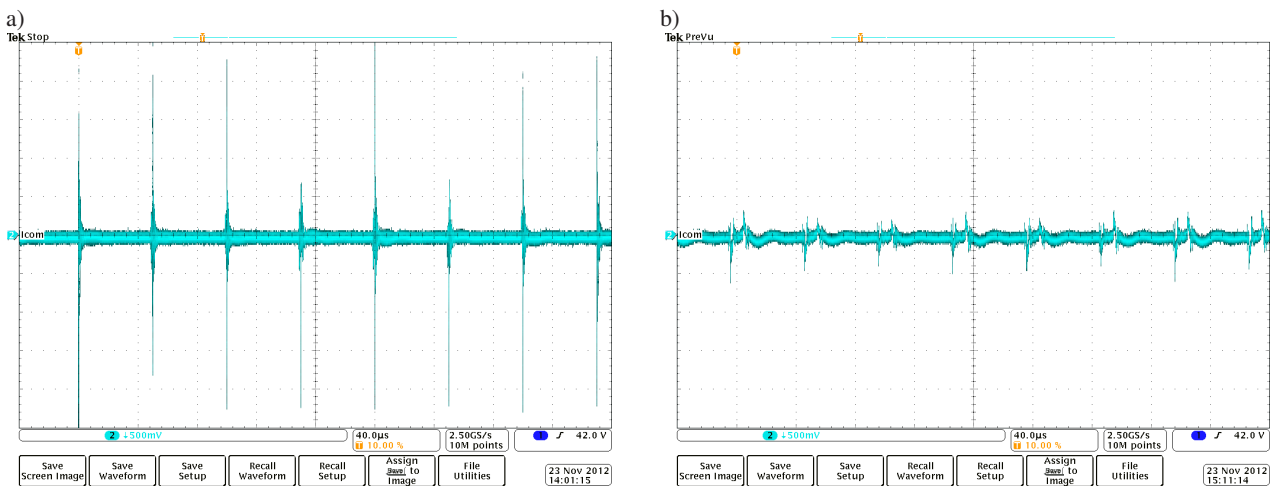 a)
Tek Stop
T
T
2 Icom
2 ↓500mV
40.0µs
T 10.00 %
2.50GS/s
10M points
1 ∫ 42.0 V
Save Screen Image
Save Waveform
Save Setup
Recall Waveform
Recall Setup
Assign Save to Image
File Utilities
23 Nov 2012
14:01:15
b)
Tek PreVu
T
T
2 Icom
2 ↓500mV
40.0µs
T 10.00 %
2.50GS/s
10M points
1 ∫ 42.0 V
Save Screen Image
Save Waveform
Save Setup
Recall Waveform
Recall Setup
Assign Save to Image
File Utilities
23 Nov 2012
15:11:14